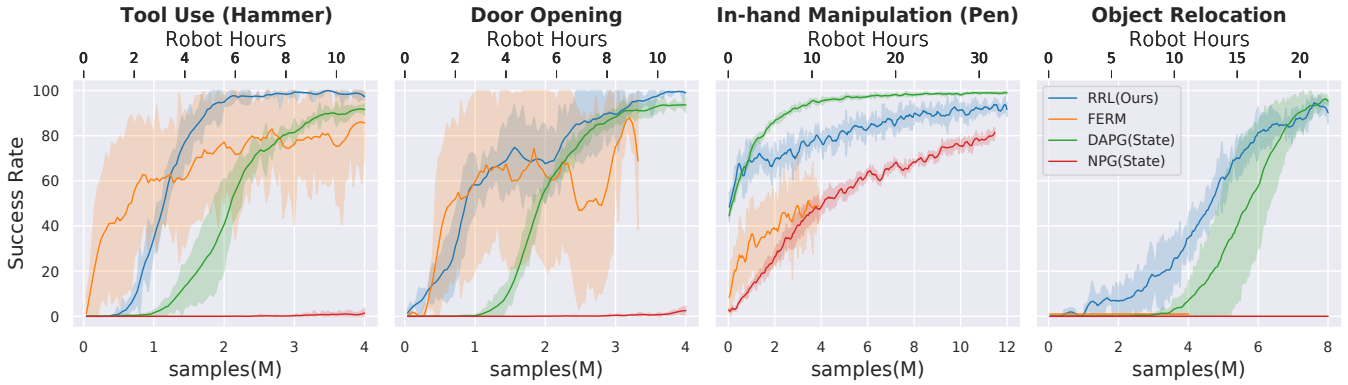 Tool Use (Hammer)
Robot Hours
0 2 4 6 8 10
Success Rate
100
80
60
40
20
0
0 1 2 3 4
samples(M)
Door Opening
Robot Hours
0 2 4 6 8 10
0 1 2 3 4
samples(M)
In-hand Manipulation (Pen)
Robot Hours
0 10 20 30
0 2 4 6 8 10 12
samples(M)
Object Relocation
Robot Hours
0 5 10 15 20
RRL(Ours)
FERM
DAPG(State)
NPG(State)
0 2 4 6 8
samples(M)